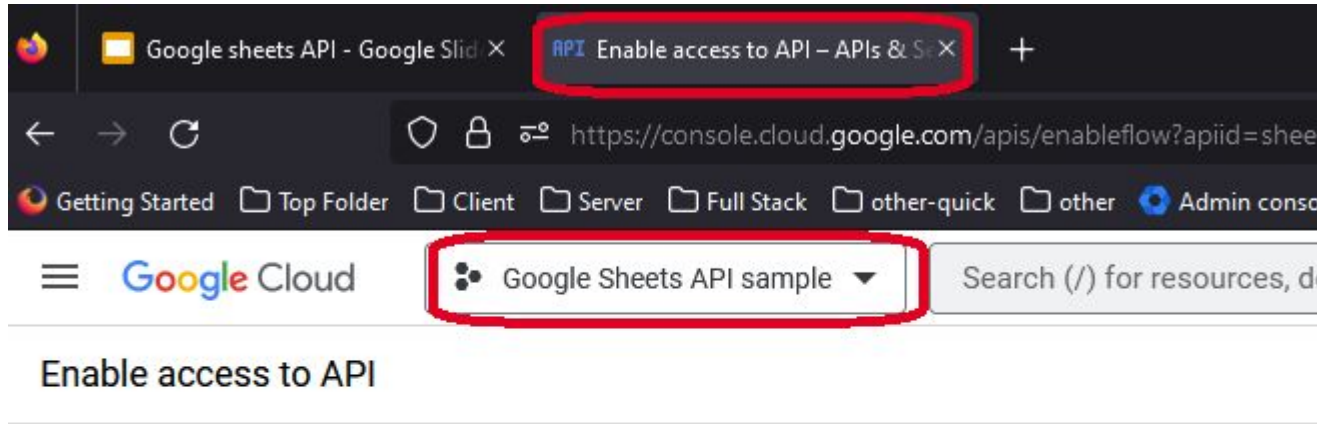 Google sheets API - Google Slid
API Enable access to API – APIs & Se
https://console.cloud.google.com/apis/enableflow?apiid=shee
Getting Started Top Folder Client Server Full Stack other-quick other Admin conso
Google Cloud Google Sheets API sample Search (/) for resources, d
Enable access to API